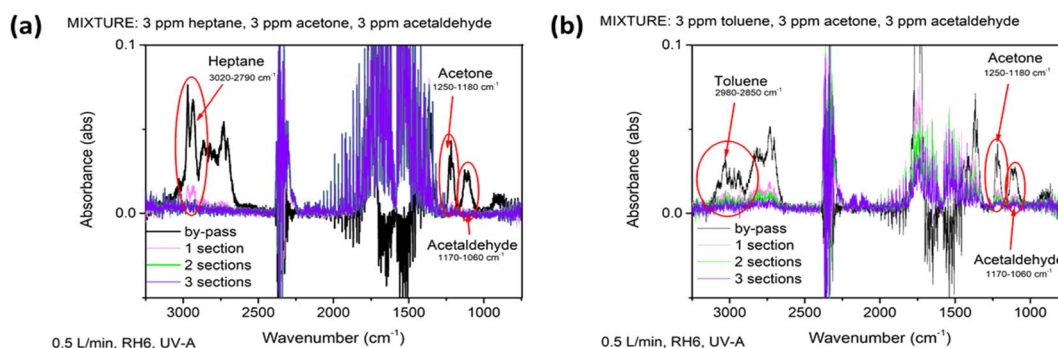 (a)
MIXTURE: 3 ppm heptane, 3 ppm acetone, 3 ppm acetaldehyde
0.1
0.0
Absorbance (abs)
Heptane
3020-2790 cm⁻¹
Acetone
1250-1180 cm⁻¹
Acetaldehyde
1170-1060 cm⁻¹
by-pass
1 section
2 sections
3 sections
3000 2500 2000 1500 1000
Wavenumber (cm⁻¹)
0.5 L/min, RH6, UV-A
(b)
MIXTURE: 3 ppm toluene, 3 ppm acetone, 3 ppm acetaldehyde
0.1
0.0
Absorbance (abs)
Toluene
2980-2850 cm⁻¹
Acetone
1250-1180 cm⁻¹
Acetaldehyde
1170-1060 cm⁻¹
by-pass
1 section
2 sections
3 sections
3000 2500 2000 1500 1000
Wavenumber (cm⁻¹)
0.5 L/min, RH6, UV-A